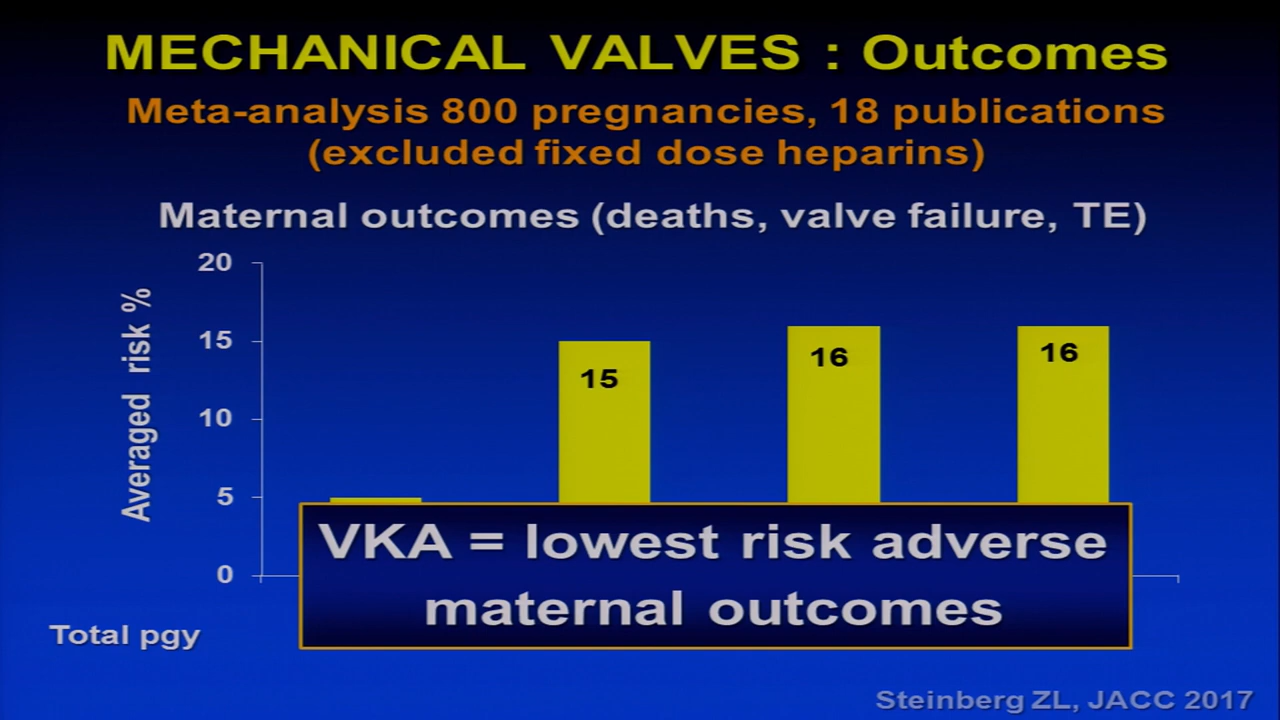 MECHANICAL VALVES : Outcomes
Meta-analysis 800 pregnancies, 18 publications
(excluded fixed dose heparins)
Maternal outcomes (deaths, valve failure, TE)
Averaged risk %
20
15
10
5
0
15
16
16
VKA = lowest risk adverse
maternal outcomes
Total pgy
Steinberg ZL, JACC 2017